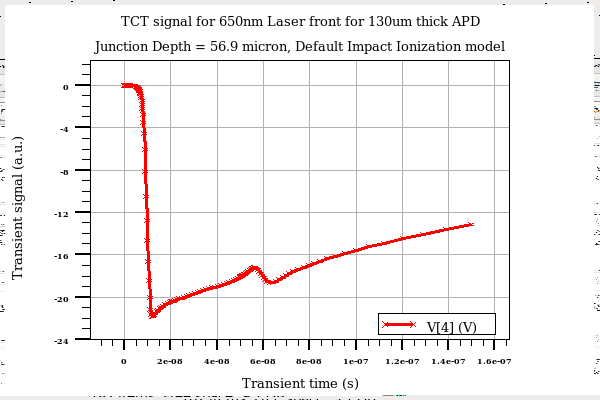 TCT signal for 650nm Laser front for 130um thick APD
Junction Depth = 56.9 micron, Default Impact Ionization model
Transient signal (a.u.)
0
-4
-8
-12
-16
-20
-24
V[4] (V)
0 2e-08 4e-08 6e-08 8e-08 1e-07 1.2e-07 1.4e-07 1.6e-07
Transient time (s)